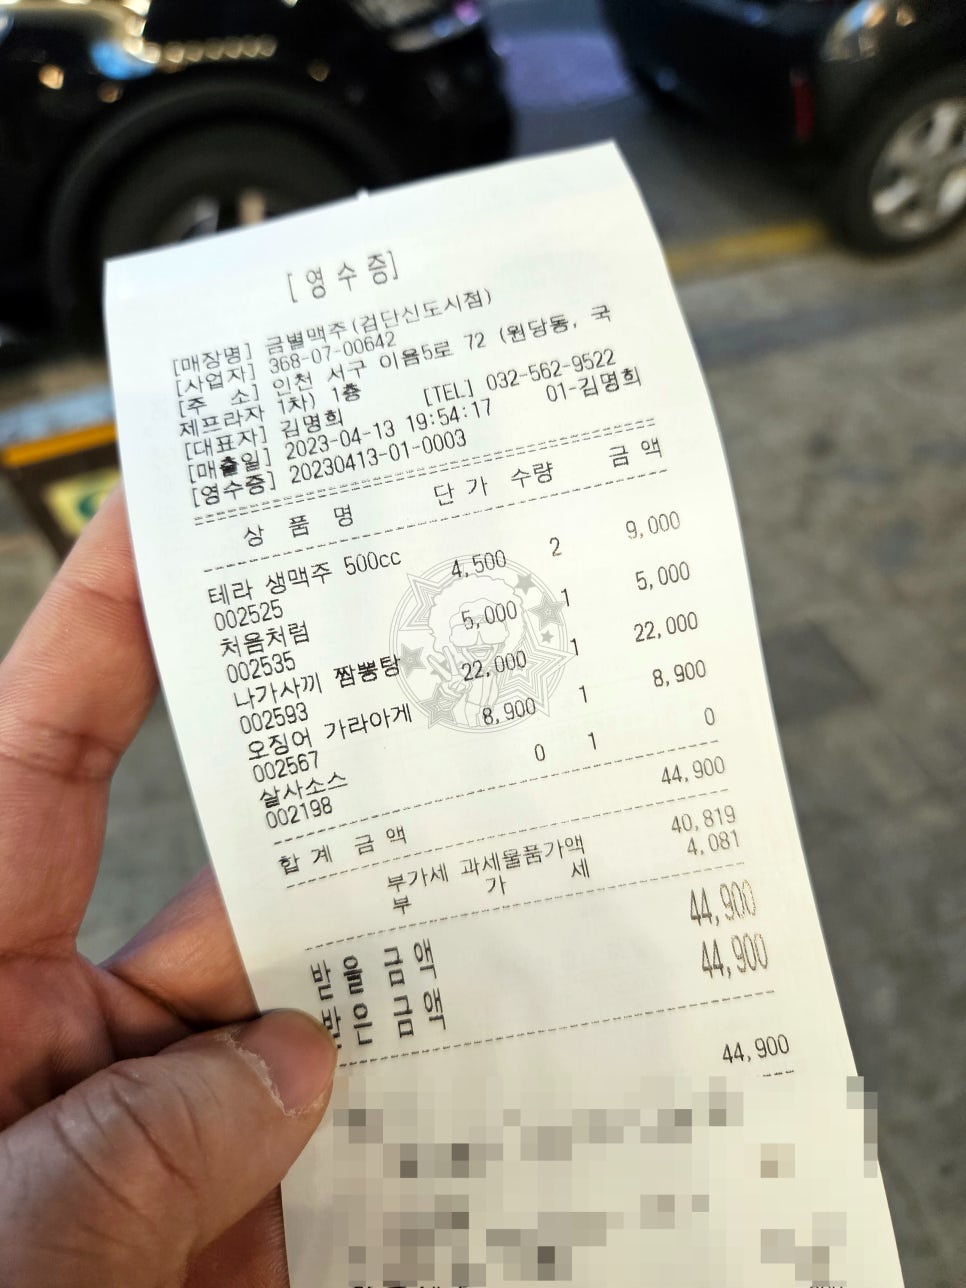 [영수증]
[매장명] 금별맥주(검단신도시점)
[사업자] 368-07-00642
[주 소] 인천 서구 이음5로 72 (원당동, 국
제프라자 1차) 1층
[대표자] 김명희 [TEL] 032-562-9522
[매출일] 2023-04-13 19:54:17 01-김명희
[영수증] 20230413-01-0003
상 품 명 단 가 수량 금 액
테라 생맥주 500cc 4,500 2 9,000
002525
처음처럼 5,000 1 5,000
002535
나가사끼 짬뽕탕 22,000 1 22,000
002593
오징어 가라아게 8,900 1 8,900
002567
살사소스 0 1 0
002198
합 계 금 액 44,900
부가세 과세물품가액 40,819
부 가 세 4,081
받 을 금 액 44,900
받 은 금 액 44,900
44,900